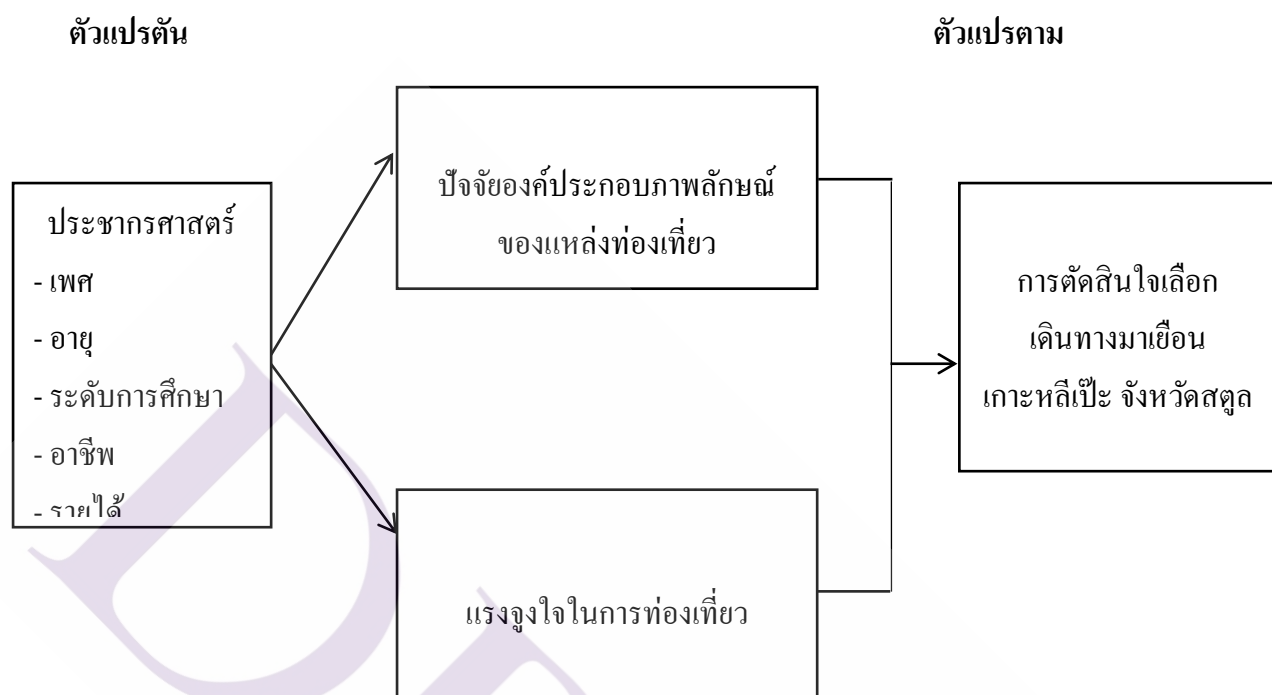 ตัวแปรต้น
ตัวแปรตาม
ประชากรศาสตร์
- เพศ
- อายุ
- ระดับการศึกษา
- อาชีพ
- รายได้
ปัจจัยองค์ประกอบภาพลักษณ์
ของแหล่งท่องเที่ยว
แรงจูงใจในการท่องเที่ยว
การตัดสินใจเลือก
เดินทางมาเยือน
เกาะหลีเป๊ะ จังหวัดสตูล